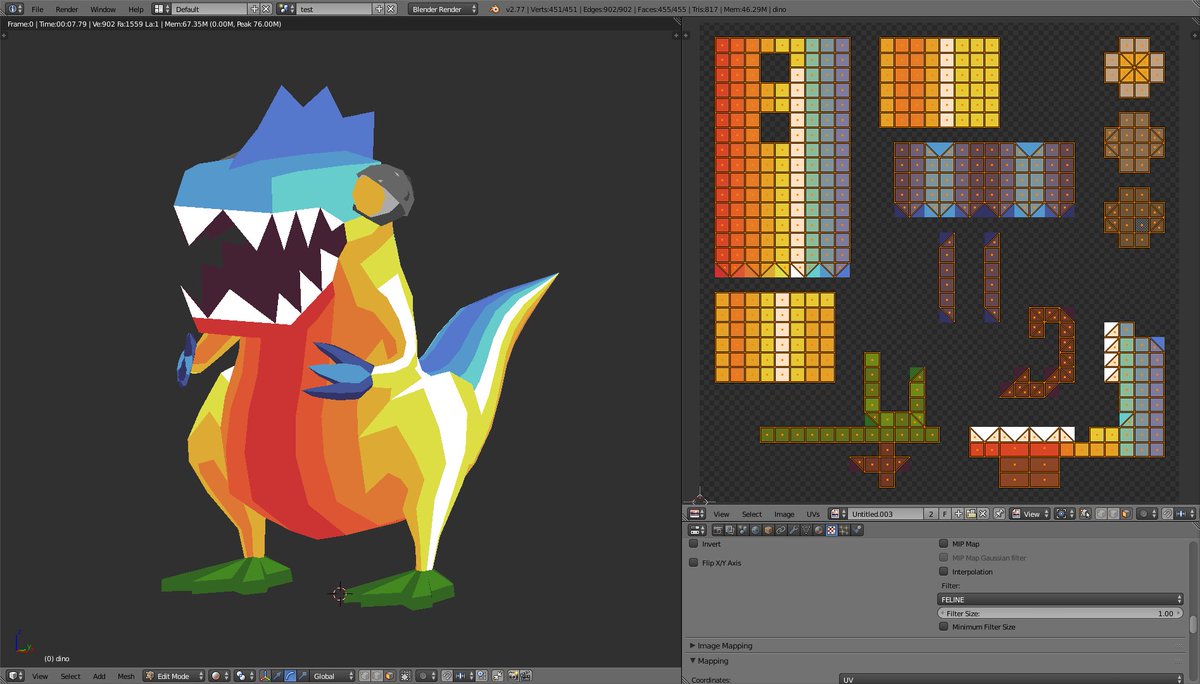 File Render Window Help Default test Blender Render v2.77 | Verts:451/451 | Edges:902/902 | Faces:455/455 | Tris:817 | Mem:46.29M | dino
Frame:0 | Time:00:07.79 | Ve:902 Fa:1559 La:1 | Mem:67.35M (0.00M, Peak 76.00M)
View Select Image UVs Untitled.003 2 F View
Invert
Flip X/Y Axis
MIP Map
MIP Map Gaussian filter
Interpolation
Filter:
FELINE
Filter Size: 1.00
Minimum Filter Size
Image Mapping
Mapping
Coordinates: UV
z
y
(0) dino
View Select Add Mesh Edit Mode Global